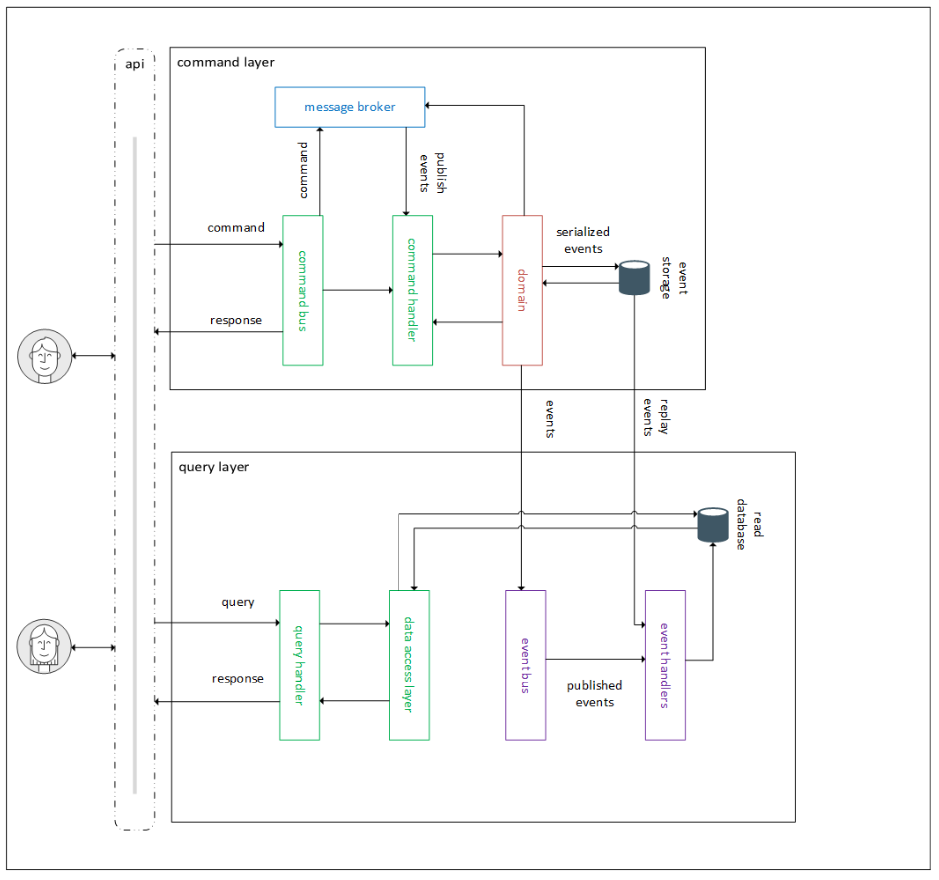 api
command layer
message broker
command
publish
events
command
response
command bus
command handler
domain
serialized
events
event
storage
events
replay
events
query layer
read
database
query
response
query handler
data access layer
event bus
published
events
event handlers